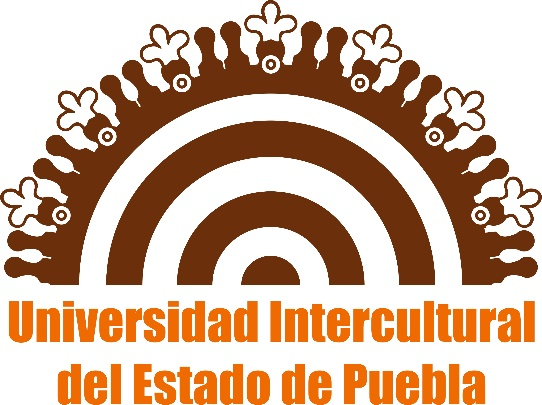 Universidad Intercultural
del Estado de Puebla